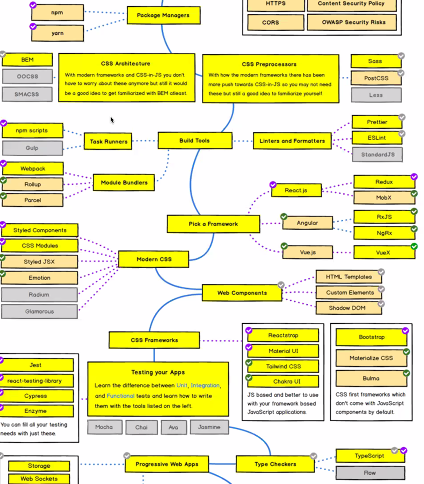 npm
yarn
Package Managers
HTTPS
Content Security Policy
CORS
OWASP Security Risks
BEM
OOCSS
SMACSS
CSS Architecture
With modern frameworks and CSS-in-JS you don't
have to worry about these anymore but still it would
be a good idea to get familiarized with BEM atleast.
CSS Preprocessors
With how the modern frameworks there has been
more push towards CSS-in-JS so you may not need
these but still a good idea to familiarize yourself.
Sass
PostCSS
Less
npm scripts
Gulp
Task Runners
Build Tools
Linters and Formatters
Prettier
ESLint
StandardJS
Webpack
Rollup
Parcel
Module Bundlers
React.js
Redux
MobX
Pick a Framework
Angular
RxJS
NgRx
Vue.js
VueX
Styled Components
CSS Modules
Styled JSX
Emotion
Radium
Glamorous
Modern CSS
Web Components
HTML Templates
Custom Elements
Shadow DOM
CSS Frameworks
Reactstrap
Material UI
Tailwind CSS
Chakra UI
JS based and better to use
with your framework based
JavaScript applications.
Bootstrap
Materialize CSS
Bulma
CSS first frameworks which
don't come with JavaScript
components by default.
Jest
react-testing-library
Cypress
Enzyme
You can fill all your testing
needs with just these.
Testing your Apps
Learn the difference between Unit, Integration,
and Functional tests and learn how to write
them with the tools listed on the left.
Mocha
Chai
Ava
Jasmine
Storage
Web Sockets
Progressive Web Apps
Type Checkers
TypeScript
Flow